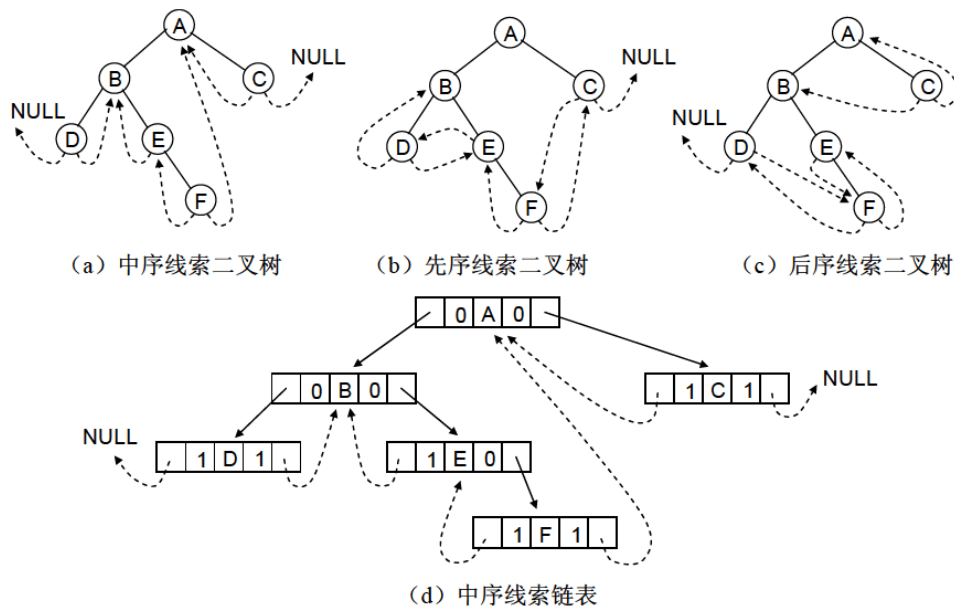 A
NULL
B
C
NULL
D
E
F
（a）中序线索二叉树
A
NULL
B
C
D
E
F
（b）先序线索二叉树
A
B
C
NULL
D
E
F
（c）后序线索二叉树
0 A 0
0 B 0
1 C 1
NULL
NULL
1 D 1
1 E 0
1 F 1
（d）中序线索链表